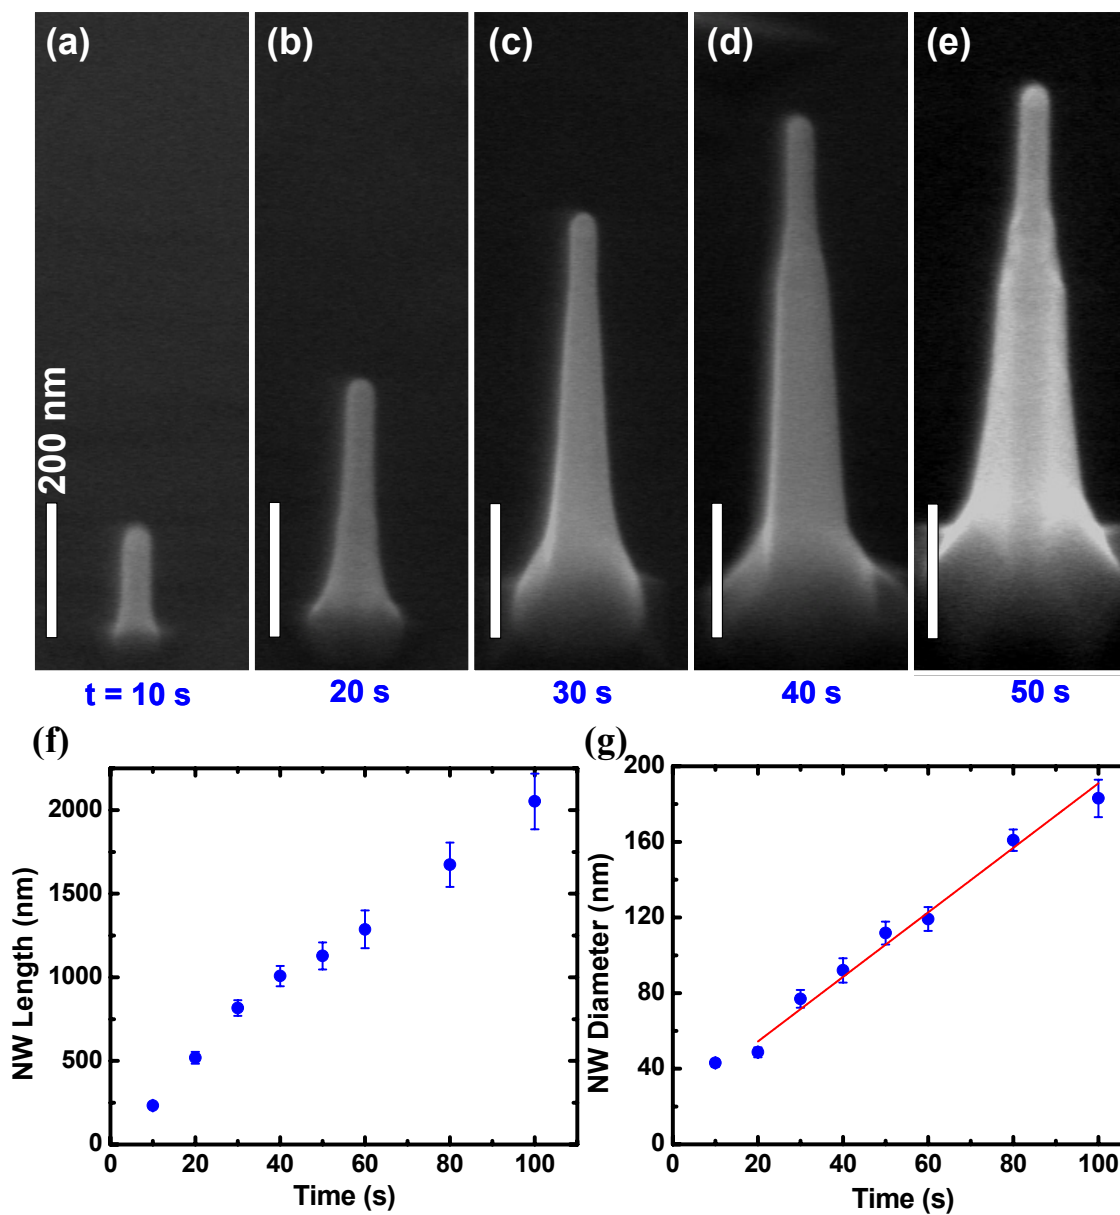 (a) (b) (c) (d) (e)
200 nm
t = 10 s 20 s 30 s 40 s 50 s
(f) (g)
2000
1500
1000
500
0
NW Length (nm)
0 20 40 60 80 100
Time (s)
200
160
120
80
40
0
NW Diameter (nm)
0 20 40 60 80 100
Time (s)